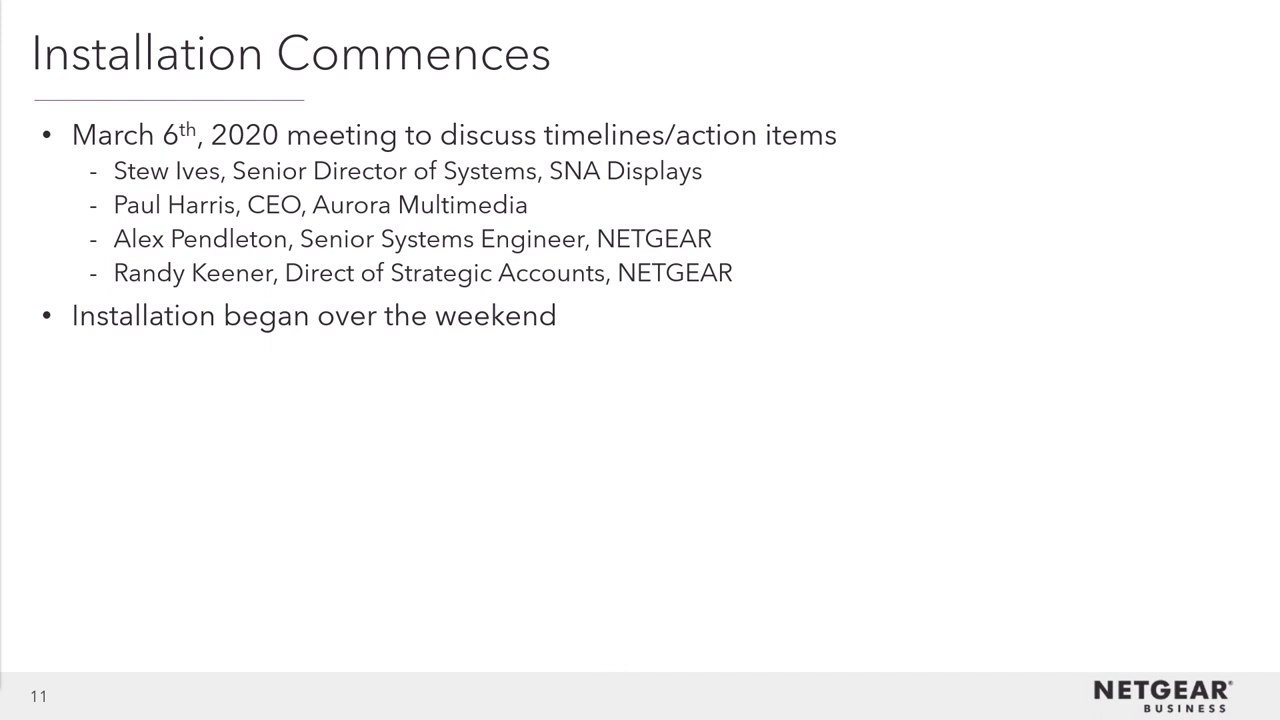 Installation Commences
• March 6th, 2020 meeting to discuss timelines/action items
- Stew Ives, Senior Director of Systems, SNA Displays
- Paul Harris, CEO, Aurora Multimedia
- Alex Pendleton, Senior Systems Engineer, NETGEAR
- Randy Keener, Direct of Strategic Accounts, NETGEAR
• Installation began over the weekend
11
NETGEAR®
BUSINESS